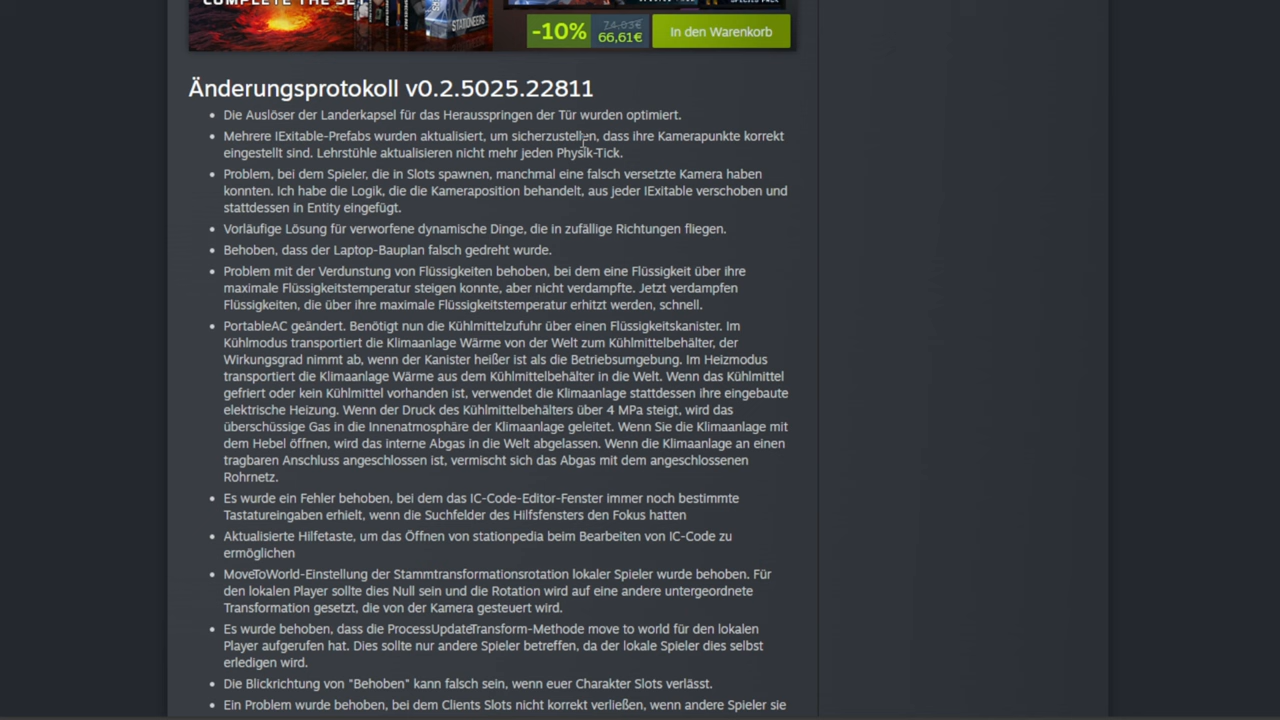 COMPLETE THE SET
STATIONEERS
-10%
74,03€
66,61€
In den Warenkorb
Änderungsprotokoll v0.2.5025.22811
• Die Auslöser der Landerkapsel für das Herausspringen der Tür wurden optimiert.
• Mehrere IExitable-Prefabs wurden aktualisiert, um sicherzustellen, dass ihre Kamerapunkte korrekt
eingestellt sind. Lehrstühle aktualisieren nicht mehr jeden Physik-Tick.
• Problem, bei dem Spieler, die in Slots spawnen, manchmal eine falsch versetzte Kamera haben
konnten. Ich habe die Logik, die die Kameraposition behandelt, aus jeder IExitable verschoben und
stattdessen in Entity eingefügt.
• Vorläufige Lösung für verworfene dynamische Dinge, die in zufällige Richtungen fliegen.
• Behoben, dass der Laptop-Bauplan falsch gedreht wurde.
• Problem mit der Verdunstung von Flüssigkeiten behoben, bei dem eine Flüssigkeit über ihre
maximale Flüssigkeitstemperatur steigen konnte, aber nicht verdampfte. Jetzt verdampfen
Flüssigkeiten, die über ihre maximale Flüssigkeitstemperatur erhitzt werden, schnell.
• PortableAC geändert. Benötigt nun die Kühlmittelzufuhr über einen Flüssigkeitskanister. Im
Kühlmodus transportiert die Klimaanlage Wärme von der Welt zum Kühlmittelbehälter, der
Wirkungsgrad nimmt ab, wenn der Kanister heißer ist als die Betriebsumgebung. Im Heizmodus
transportiert die Klimaanlage Wärme aus dem Kühlmittelbehälter in die Welt. Wenn das Kühlmittel
gefriert oder kein Kühlmittel vorhanden ist, verwendet die Klimaanlage stattdessen ihre eingebaute
elektrische Heizung. Wenn der Druck des Kühlmittelbehälters über 4 MPa steigt, wird das
überschüssige Gas in die Innenatmosphäre der Klimaanlage geleitet. Wenn Sie die Klimaanlage mit
dem Hebel öffnen, wird das interne Abgas in die Welt abgelassen. Wenn die Klimaanlage an einen
tragbaren Anschluss angeschlossen ist, vermischt sich das Abgas mit dem angeschlossenen
Rohrnetz.
• Es wurde ein Fehler behoben, bei dem das IC-Code-Editor-Fenster immer noch bestimmte
Tastatureingaben erhielt, wenn die Suchfelder des Hilfsfensters den Fokus hatten
• Aktualisierte Hilfetaste, um das Öffnen von stationpedia beim Bearbeiten von IC-Code zu
ermöglichen
• MoveToWorld-Einstellung der Stammtransformationsrotation lokaler Spieler wurde behoben. Für
den lokalen Player sollte dies Null sein und die Rotation wird auf eine andere untergeordnete
Transformation gesetzt, die von der Kamera gesteuert wird.
• Es wurde behoben, dass die ProcessUpdateTransform-Methode move to world für den lokalen
Player aufgerufen hat. Dies sollte nur andere Spieler betreffen, da der lokale Spieler dies selbst
erledigen wird.
• Die Blickrichtung von "Behoben" kann falsch sein, wenn euer Charakter Slots verlässt.
• Ein Problem wurde behoben, bei dem Clients Slots nicht korrekt verließen, wenn andere Spieler sie